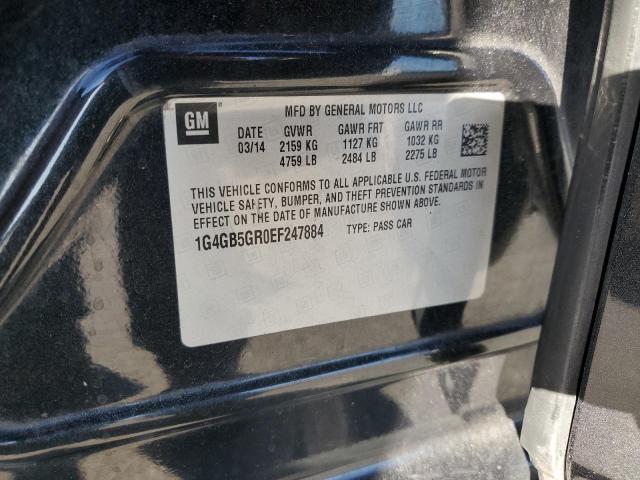 GM
MFD BY GENERAL MOTORS LLC
DATE GVWR GAWR FRT GAWR RR
03/14 2159 KG 1127 KG 1032 KG
4759 LB 2484 LB 2275 LB
THIS VEHICLE CONFORMS TO ALL APPLICABLE U.S. FEDERAL MOTOR
VEHICLE SAFETY, BUMPER, AND THEFT PREVENTION STANDARDS IN
EFFECT ON THE DATE OF MANUFACTURE SHOWN ABOVE.
1G4GB5GR0EF247884 TYPE: PASS CAR